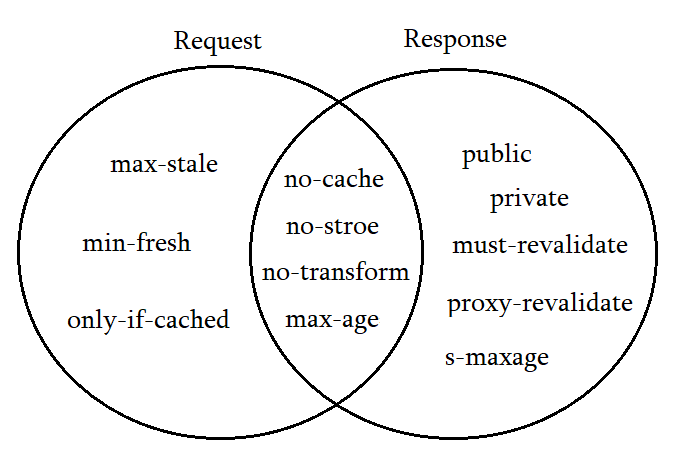 Request
Response
max-stale
min-fresh
only-if-cached
no-cache
no-stroe
no-transform
max-age
public
private
must-revalidate
proxy-revalidate
s-maxage